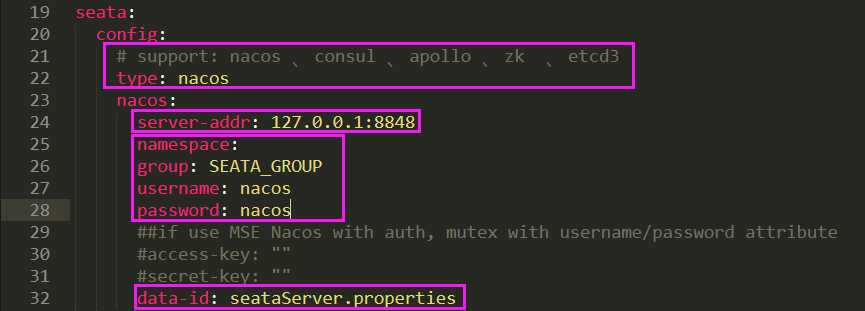 19 seata:
20 config:
21 # support: nacos 、 consul 、 apollo 、 zk 、 etcd3
22 type: nacos
23 nacos:
24 server-addr: 127.0.0.1:8848
25 namespace:
26 group: SEATA_GROUP
27 username: nacos
28 password: nacos
29 ##if use MSE Nacos with auth, mutex with username/password attribute
30 #access-key: ""
31 #secret-key: ""
32 data-id: seataServer.properties